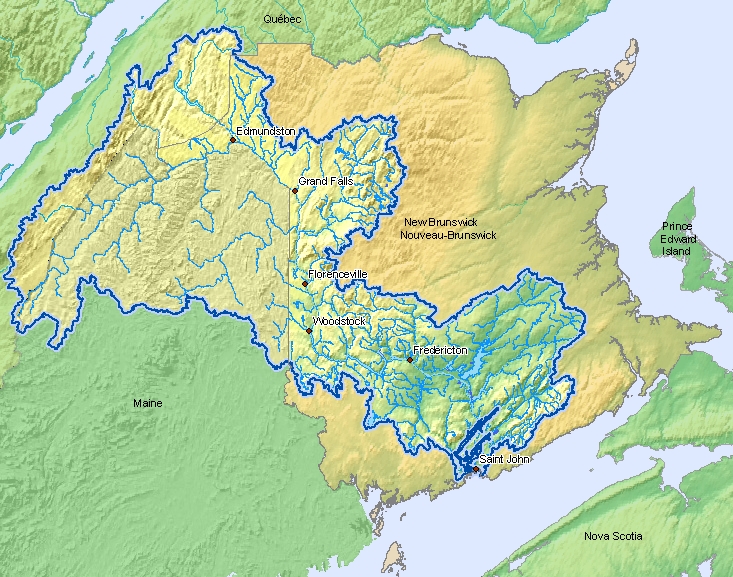 Québec
Edmundston
Grand Falls
New Brunswick
Nouveau-Brunswick
Prince
Edward
Island
Florenceville
Woodstock
Fredericton
Maine
Saint John
Nova Scotia